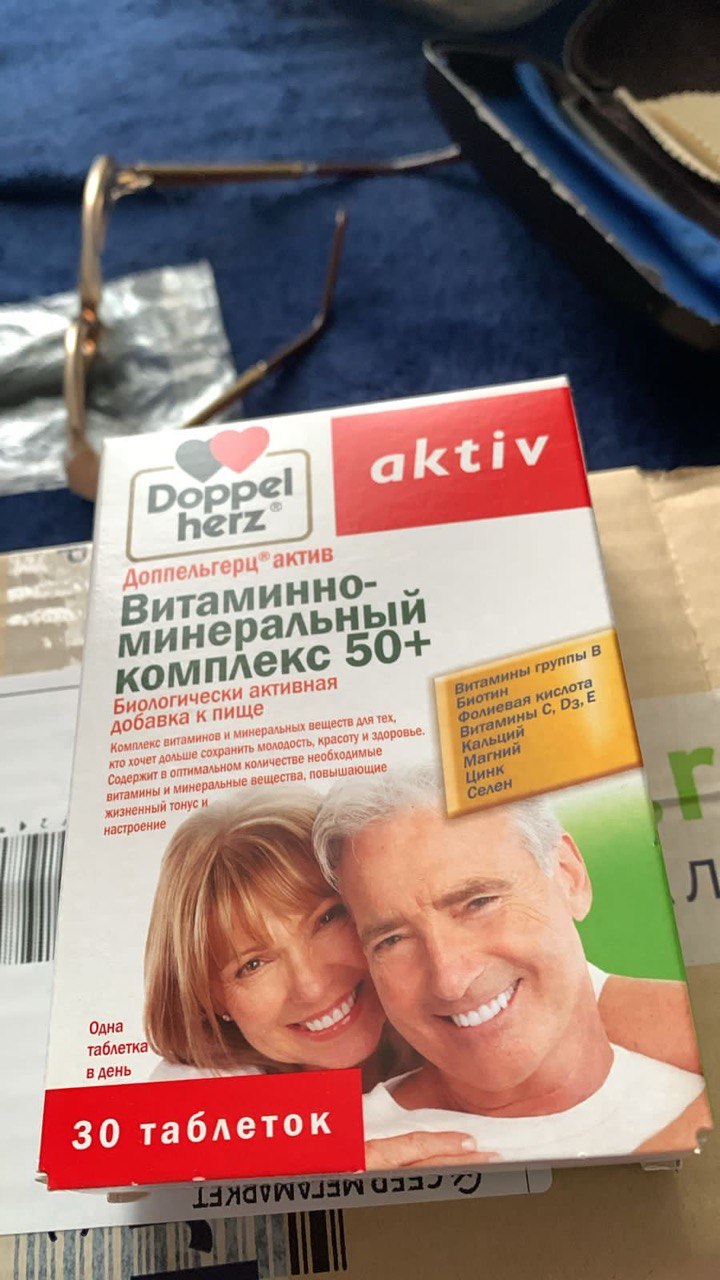 aktiv
Doppel
herz®
Доппельгерц® актив
Витаминно-
минеральный
комплекс 50+
Биологически активная
добавка к пище
Комплекс витаминов и минеральных веществ для тех,
кто хочет дольше сохранить молодость, красоту и здоровье.
Содержит в оптимальном количестве необходимые
витамины и минеральные вещества, повышающие
жизненный тонус и
настроение
Витамины группы В
Биотин
Фолиевая кислота
Витамины С, D3, Е
Кальций
Магний
Цинк
Селен
Одна
таблетка
в день
30 таблеток
МЕГАМАРКЕТ